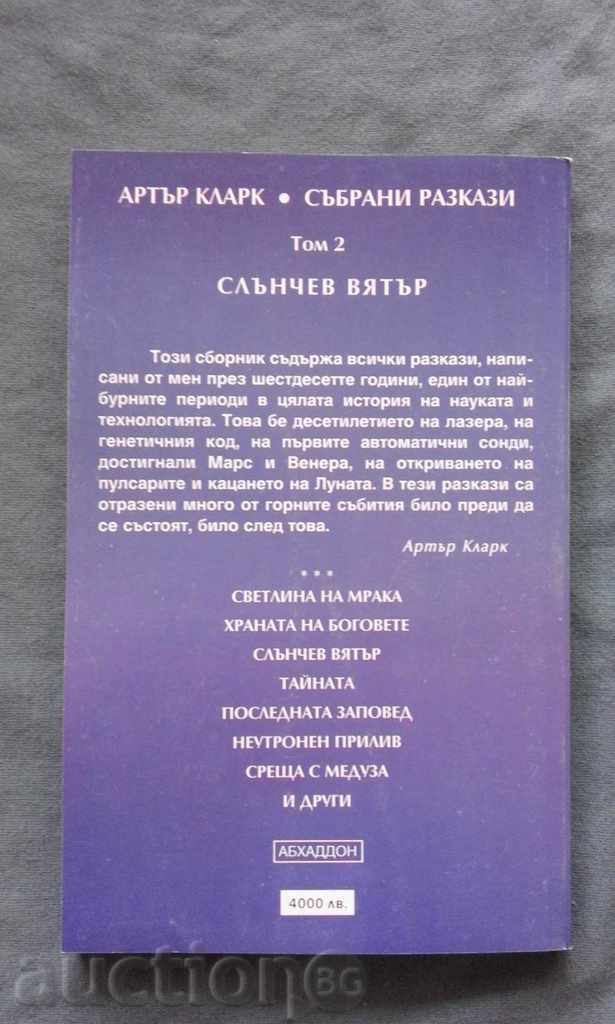 АРТЪР КЛАРК • СЪБРАНИ РАЗКАЗИ
Том 2
СЛЪНЧЕВ ВЯТЪР
Този сборник съдържа всички разкази, напи-
сани от мен през шестдесетте години, един от най-
бурните периоди в цялата история на науката и
технологията. Това бе десетилетието на лазера, на
генетичния код, на първите автоматични сонди,
достигнали Марс и Венера, на откриването на
пулсарите и кацането на Луната. В тези разкази са
отразени много от горните събития било преди да
се състоят, било след това.
Артър Кларк
***
СВЕТЛИНА НА МРАКА
ХРАНАТА НА БОГОВЕТЕ
СЛЪНЧЕВ ВЯТЪР
ТАЙНАТА
ПОСЛЕДНАТА ЗАПОВЕД
НЕУТРОНЕН ПРИЛИВ
СРЕЩА С МЕДУЗА
И ДРУГИ
АБХАДДОН
4000 лв.
auction BG